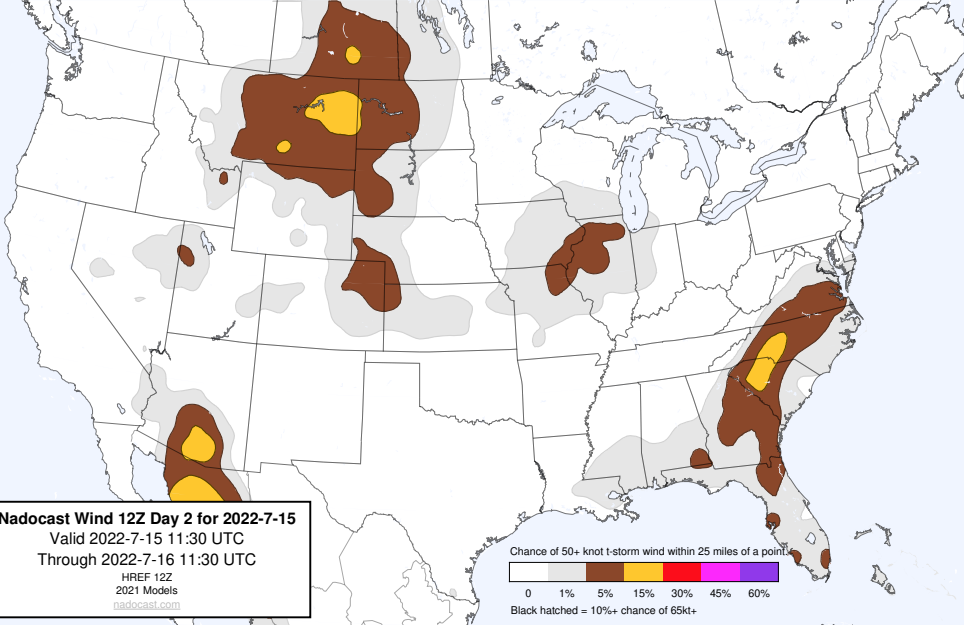 Nadocast Wind 12Z Day 2 for 2022-7-15
Valid 2022-7-15 11:30 UTC
Through 2022-7-16 11:30 UTC
HREF 12Z
2021 Models
nadocast.com
Chance of 50+ knot t-storm wind within 25 miles of a point.
0 1% 5% 15% 30% 45% 60%
Black hatched = 10%+ chance of 65kt+